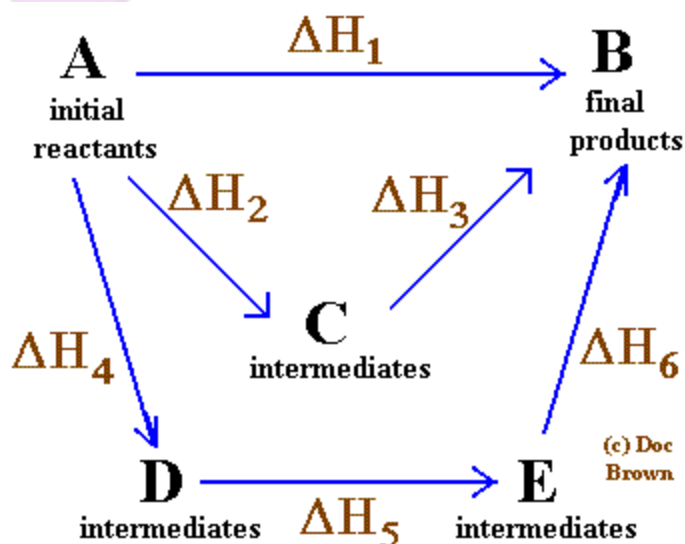 ΔH₁
A
B
initial
reactants
final
products
ΔH₂
ΔH₃
C
intermediates
ΔH₄
ΔH₆
D
intermediates
ΔH₅
E
intermediates
(c) Doc
Brown